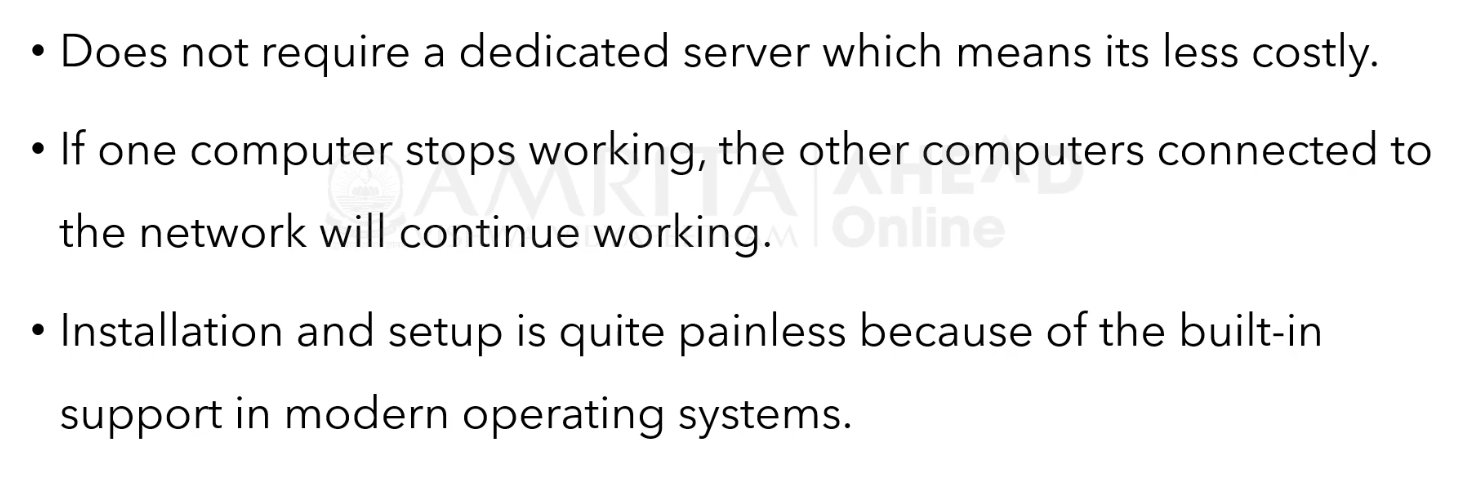 • Does not require a dedicated server which means its less costly.
• If one computer stops working, the other computers connected to
the network will continue working.
• Installation and setup is quite painless because of the built-in
support in modern operating systems.
AMRITA
AHEAD
Online